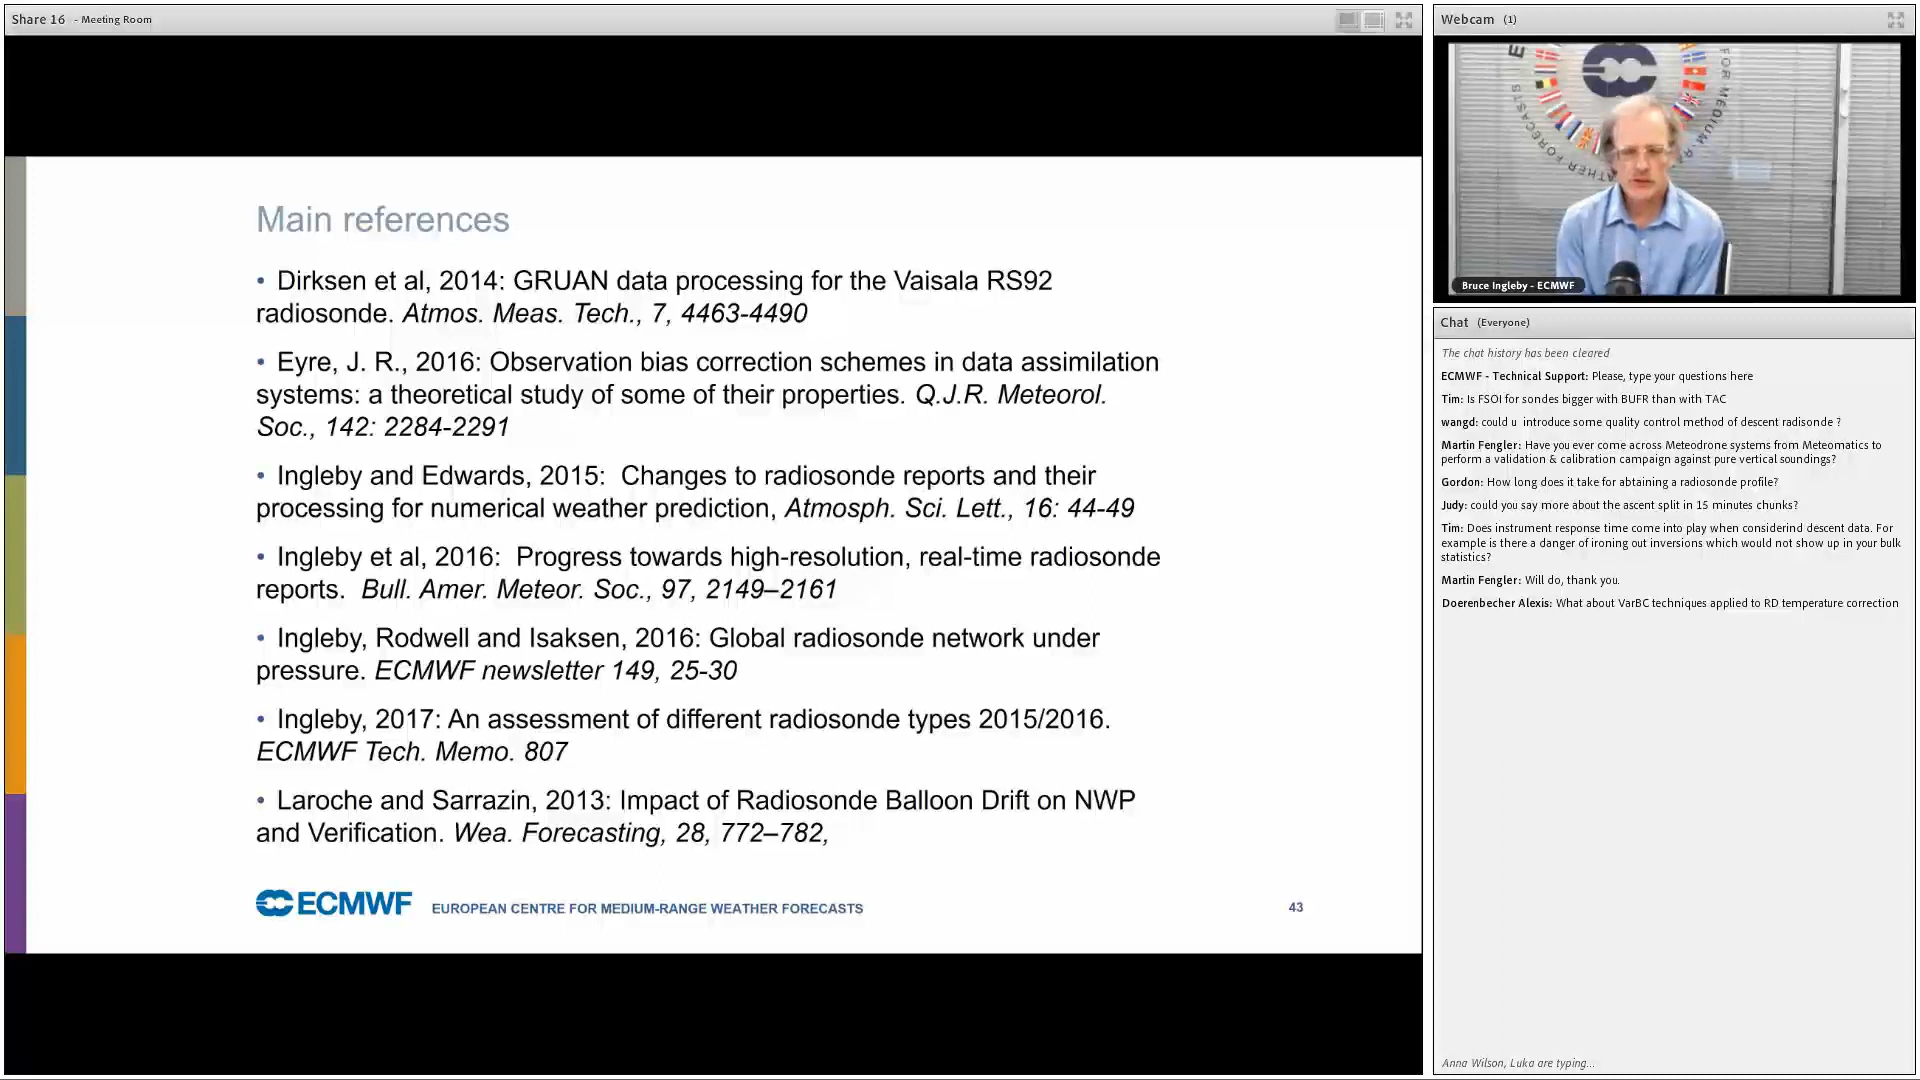 Share 16 - Meeting Room
Main references
• Dirksen et al, 2014: GRUAN data processing for the Vaisala RS92
radiosonde. Atmos. Meas. Tech., 7, 4463-4490
• Eyre, J. R., 2016: Observation bias correction schemes in data assimilation
systems: a theoretical study of some of their properties. Q.J.R. Meteorol.
Soc., 142: 2284-2291
• Ingleby and Edwards, 2015: Changes to radiosonde reports and their
processing for numerical weather prediction, Atmosph. Sci. Lett., 16: 44-49
• Ingleby et al, 2016: Progress towards high-resolution, real-time radiosonde
reports. Bull. Amer. Meteor. Soc., 97, 2149–2161
• Ingleby, Rodwell and Isaksen, 2016: Global radiosonde network under
pressure. ECMWF newsletter 149, 25-30
• Ingleby, 2017: An assessment of different radiosonde types 2015/2016.
ECMWF Tech. Memo. 807
• Laroche and Sarrazin, 2013: Impact of Radiosonde Balloon Drift on NWP
and Verification. Wea. Forecasting, 28, 772–782,
ECMWF EUROPEAN CENTRE FOR MEDIUM-RANGE WEATHER FORECASTS 43
Webcam (1)
FOR MEDIUM-RA
ATHER FORECASTS
Bruce Ingleby - ECMWF
Chat (Everyone)
The chat history has been cleared
ECMWF - Technical Support: Please, type your questions here
Tim: Is FSOI for sondes bigger with BUFR than with TAC
wangd: could u introduce some quality control method of descent radisonde ?
Martin Fengler: Have you ever come across Meteodrone systems from Meteomatics to
perform a validation & calibration campaign against pure vertical soundings?
Gordon: How long does it take for abtaining a radiosonde profile?
Judy: could you say more about the ascent split in 15 minutes chunks?
Tim: Does instrument response time come into play when considerind descent data. For
example is there a danger of ironing out inversions which would not show up in your bulk
statistics?
Martin Fengler: Will do, thank you.
Doerenbecher Alexis: What about VarBC techniques applied to RD temperature correction
Anna Wilson, Luka are typing...